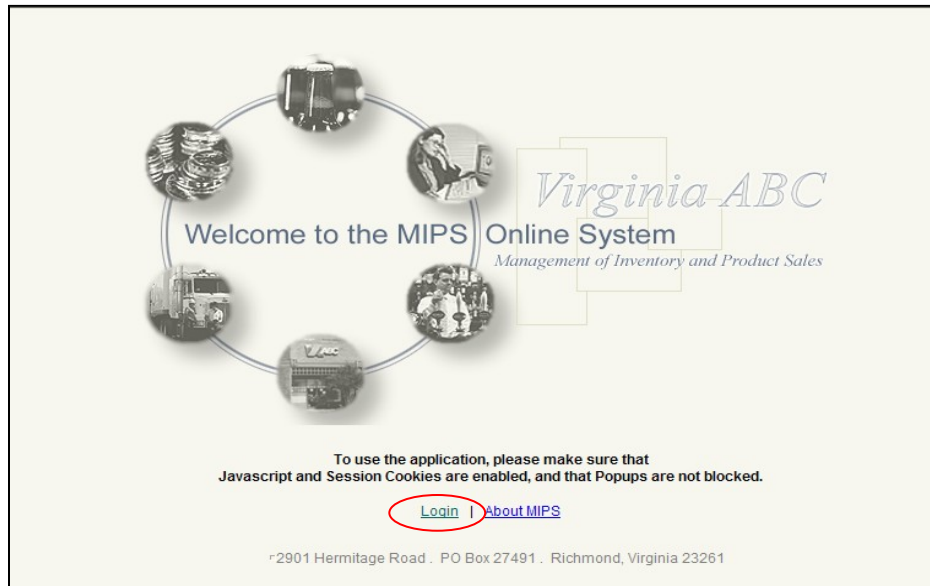 Virginia ABC
Welcome to the MIPS Online System
Management of Inventory and Product Sales
To use the application, please make sure that
Javascript and Session Cookies are enabled, and that Popups are not blocked.
Login | About MIPS
2901 Hermitage Road . PO Box 27491 . Richmond, Virginia 23261